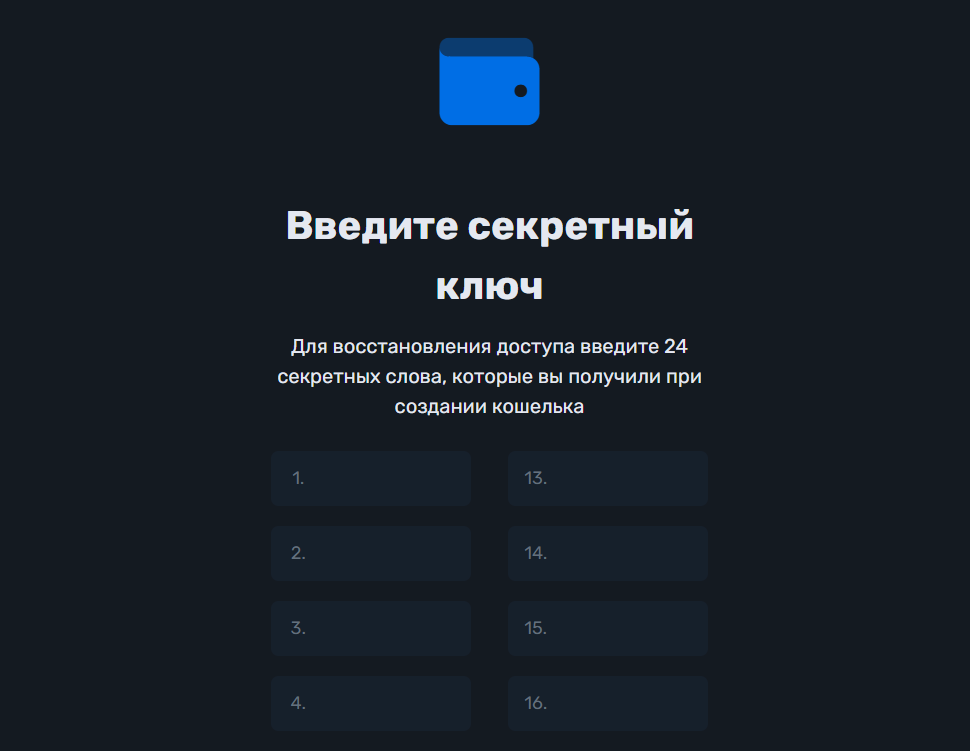 Введите секретный
ключ
Для восстановления доступа введите 24
секретных слова, которые вы получили при
создании кошелька
1.
13.
2.
14.
3.
15.
4.
16.